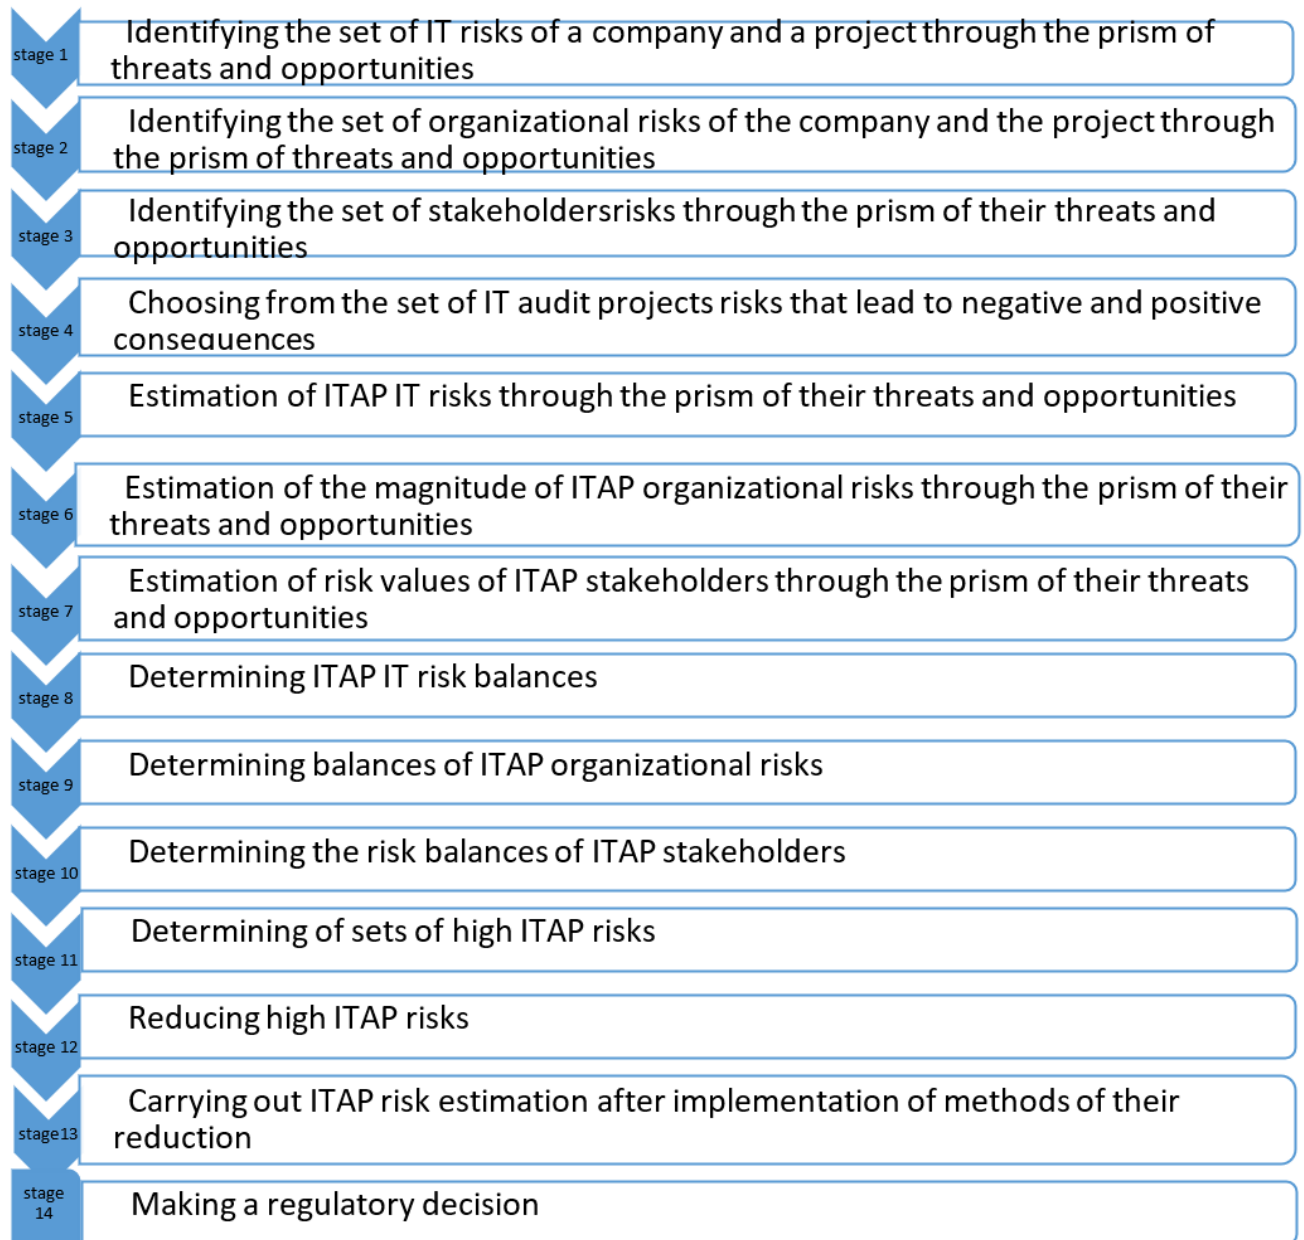 stage 1
Identifying the set of IT risks of a company and a project through the prism of
threats and opportunities
stage 2
Identifying the set of organizational risks of the company and the project through
the prism of threats and opportunities
stage 3
Identifying the set of stakeholdersrisks through the prism of their threats and
opportunities
stage 4
Choosing from the set of IT audit projects risks that lead to negative and positive
consequences
stage 5
Estimation of ITAP IT risks through the prism of their threats and opportunities
stage 6
Estimation of the magnitude of ITAP organizational risks through the prism of their
threats and opportunities
stage 7
Estimation of risk values of ITAP stakeholders through the prism of their threats
and opportunities
stage 8
Determining ITAP IT risk balances
stage 9
Determining balances of ITAP organizational risks
stage 10
Determining the risk balances of ITAP stakeholders
stage 11
Determining of sets of high ITAP risks
stage 12
Reducing high ITAP risks
stage13
Carrying out ITAP risk estimation after implementation of methods of their
reduction
stage
14
Making a regulatory decision